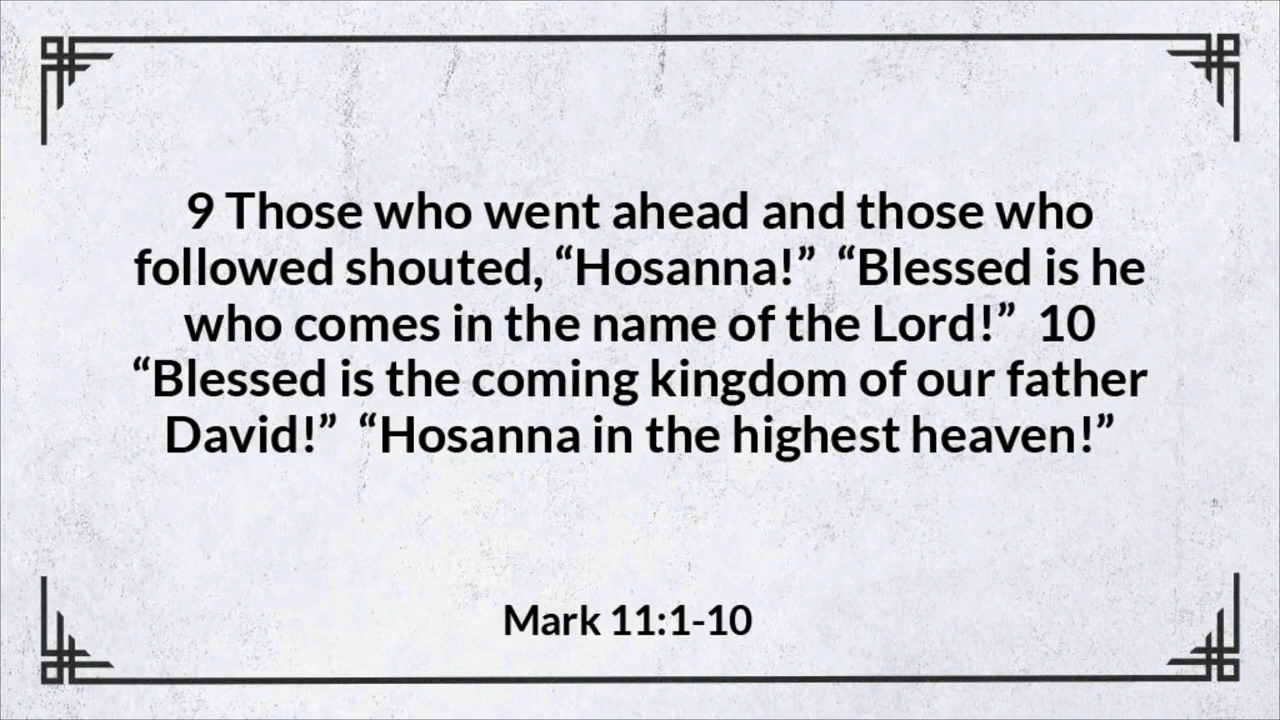 9 Those who went ahead and those who
followed shouted, “Hosanna!”  “Blessed is he
who comes in the name of the Lord!”  10
“Blessed is the coming kingdom of our father
David!”  “Hosanna in the highest heaven!”
Mark 11:1-10